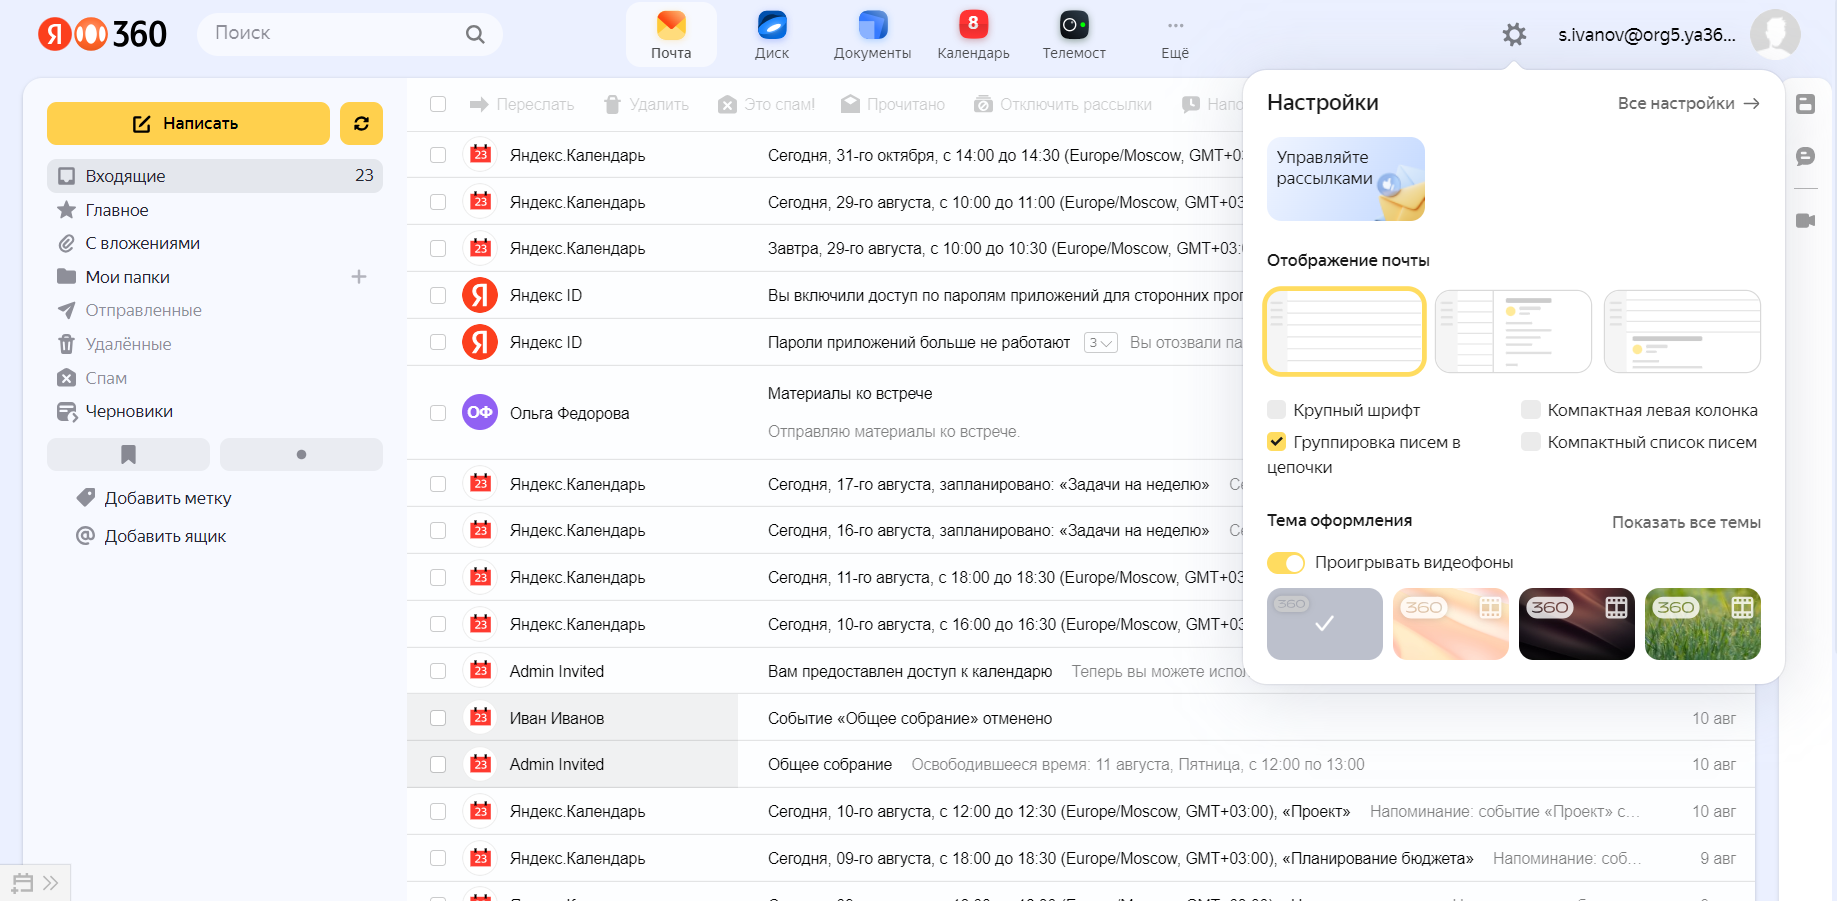 Я 360
Поиск
Почта
Диск
Документы
8
Календарь
Телемост
Ещё
s.ivanov@org5.ya36...
Написать
Входящие 23
Главное
С вложениями
Мои папки
Отправленные
Удалённые
Спам
Черновики
Добавить метку
Добавить ящик
Переслать Удалить Это спам! Прочитано Отключить рассылки
23 Яндекс.Календарь Сегодня, 31-го октября, с 14:00 до 14:30 (Europe/Moscow, GMT+03
23 Яндекс.Календарь Сегодня, 29-го августа, с 10:00 до 11:00 (Europe/Moscow, GMT+03
23 Яндекс.Календарь Завтра, 29-го августа, с 10:00 до 10:30 (Europe/Moscow, GMT+03:
Я Яндекс ID Вы включили доступ по паролям приложений для сторонних
Я Яндекс ID Пароли приложений больше не работают 3 Вы отозвали
ОФ Ольга Федорова Материалы ко встрече
Отправляю материалы ко встрече.
23 Яндекс.Календарь Сегодня, 17-го августа, запланировано: «Задачи на неделю»
23 Яндекс.Календарь Сегодня, 16-го августа, запланировано: «Задачи на неделю»
23 Яндекс.Календарь Сегодня, 11-го августа, с 18:00 до 18:30 (Europe/Moscow, GMT+03
23 Яндекс.Календарь Сегодня, 10-го августа, с 16:00 до 16:30 (Europe/Moscow, GMT+03
23 Admin Invited Вам предоставлен доступ к календарю Теперь вы можете
23 Иван Иванов Событие «Общее собрание» отменено 10 авг
23 Admin Invited Общее собрание Освободившееся время: 11 августа, Пятница, с 12:00 по 13:00 10 авг
23 Яндекс.Календарь Сегодня, 10-го августа, с 12:00 до 12:30 (Europe/Moscow, GMT+03:00), «Проект» Напоминание: событие «Проект» с... 10 авг
23 Яндекс.Календарь Сегодня, 09-го августа, с 18:00 до 18:30 (Europe/Moscow, GMT+03:00), «Планирование бюджета» Напоминание: соб... 9 авг
Настройки
Все настройки →
Управляйте
рассылками
Отображение почты
Крупный шрифт
Компактная левая колонка
Группировка писем в
цепочки
Компактный список писем
Тема оформления
Показать все темы
Проигрывать видеофоны
360
360
360
360